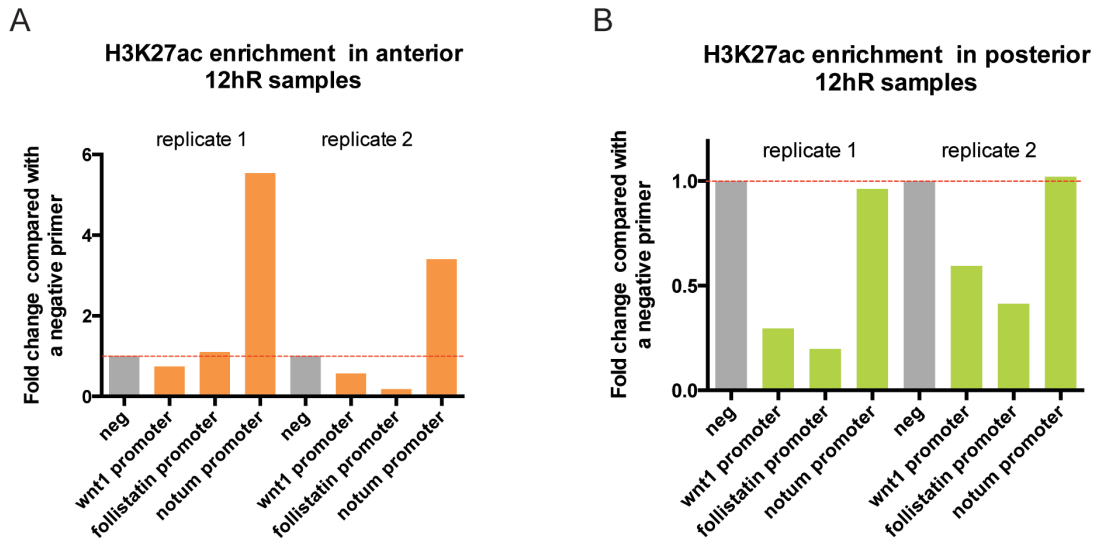 A
H3K27ac enrichment in anterior
12hR samples
replicate 1
replicate 2
Fold change compared with
a negative primer
6
4
2
0
neg
wnt1 promoter
follistatin promoter
notum promoter
neg
wnt1 promoter
follistatin promoter
notum promoter
B
H3K27ac enrichment in posterior
12hR samples
replicate 1
replicate 2
Fold change compared with
a negative primer
1.0
0.5
0.0
neg
wnt1 promoter
follistatin promoter
notum promoter
neg
wnt1 promoter
follistatin promoter
notum promoter